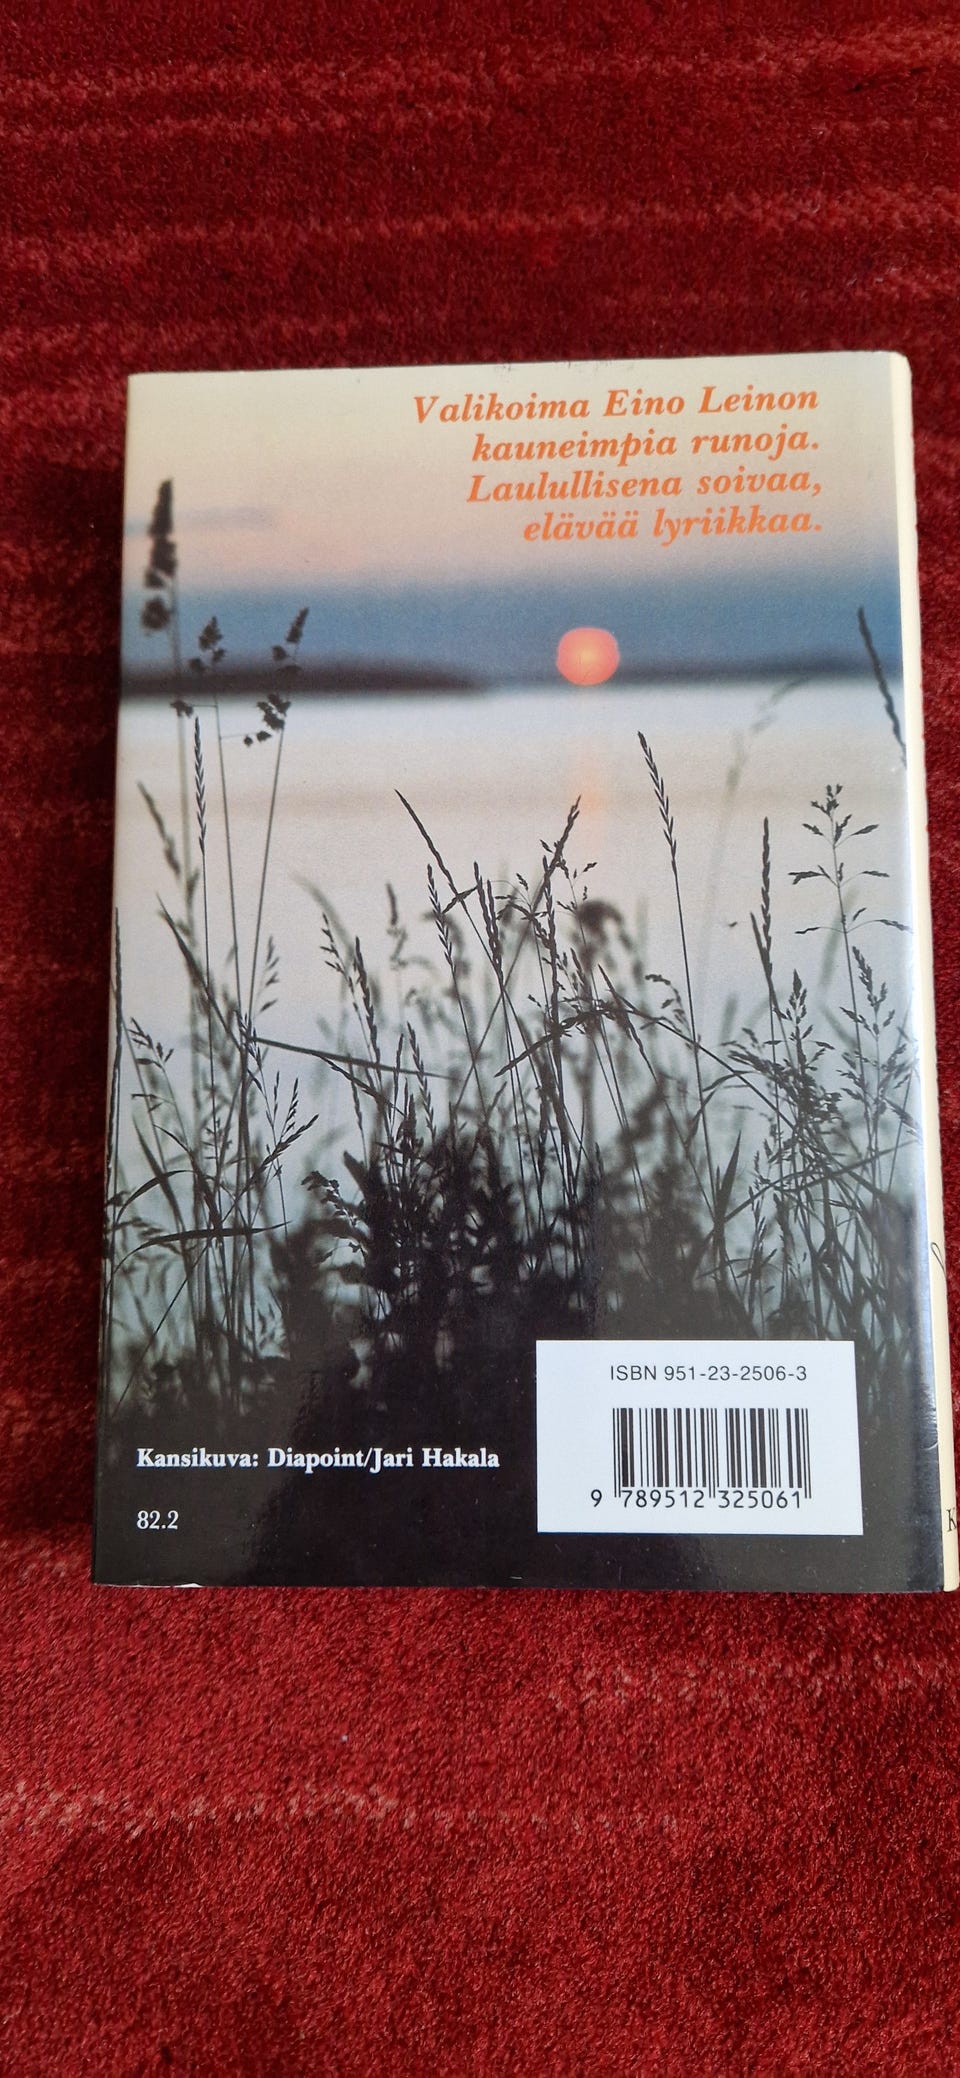 Valikoima Eino Leinon
kauneimpia runoja.
Laulullisena soivaa,
elävää lyriikkaa.
ISBN 951-23-2506-3
9 789512 325061
Kansikuva: Diapoint/Jari Hakala
82.2
K